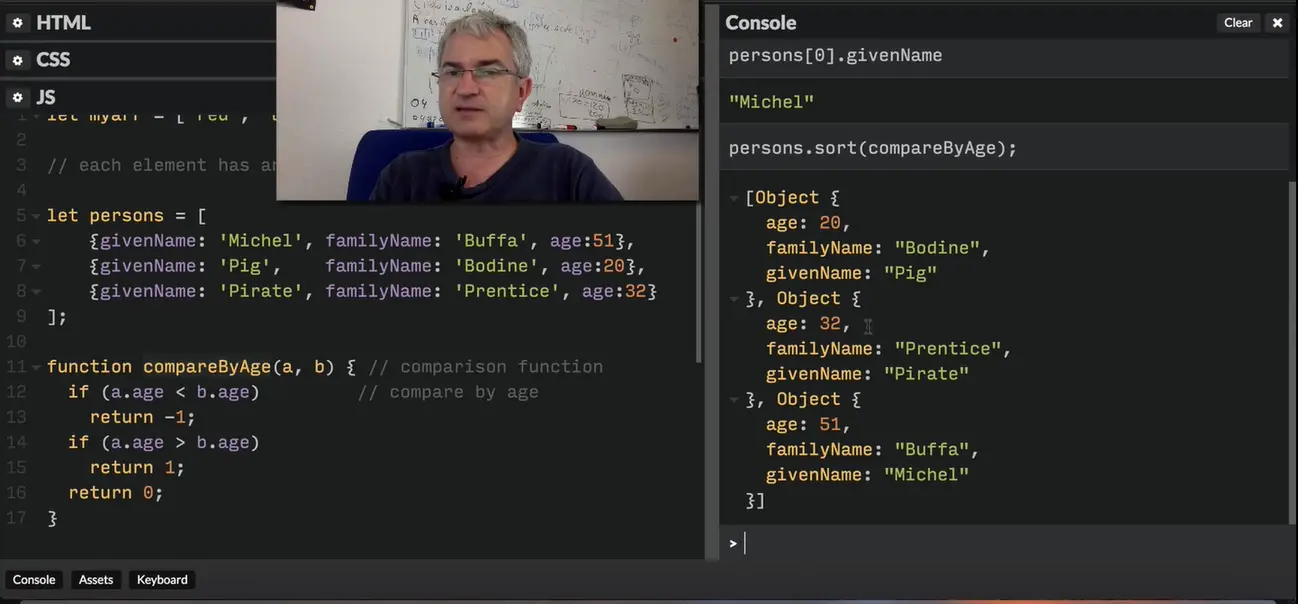 HTML
CSS
JS
1 let myarr = ['red',
2
3 // each element has an
4
5 let persons = [
6 {givenName: 'Michel', familyName: 'Buffa', age:51},
7 {givenName: 'Pig', familyName: 'Bodine', age:20},
8 {givenName: 'Pirate', familyName: 'Prentice', age:32}
9 ];
10
11 function compareByAge(a, b) { // comparison function
12 if (a.age < b.age) // compare by age
13 return -1;
14 if (a.age > b.age)
15 return 1;
16 return 0;
17 }
Console Assets Keyboard
Console
Clear ×
persons[0].givenName
"Michel"
persons.sort(compareByAge);
[Object {
age: 20,
familyName: "Bodine",
givenName: "Pig"
}, Object {
age: 32,
familyName: "Prentice",
givenName: "Pirate"
}, Object {
age: 51,
familyName: "Buffa",
givenName: "Michel"
}]
>